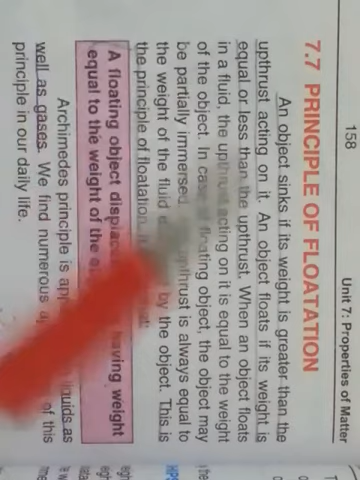 158
Unit 7: Properties of Matter
7.7 PRINCIPLE OF FLOATATION
An object sinks if its weight is greater than the
upthrust acting on it. An object floats if its weight is
equal or less than the upthrust. When an object floats
in a fluid, the upthrust acting on it is equal to the weight
of the object. In case of floating object, the object may
be partially immersed. upthrust is always equal to
the weight of the fluid by the object. This is
the principle of floatation.
A floating object having weight
equal to the weight of the
Archimedes principle is liquids as
well as gases. We find numerous of this
principle in our daily life.